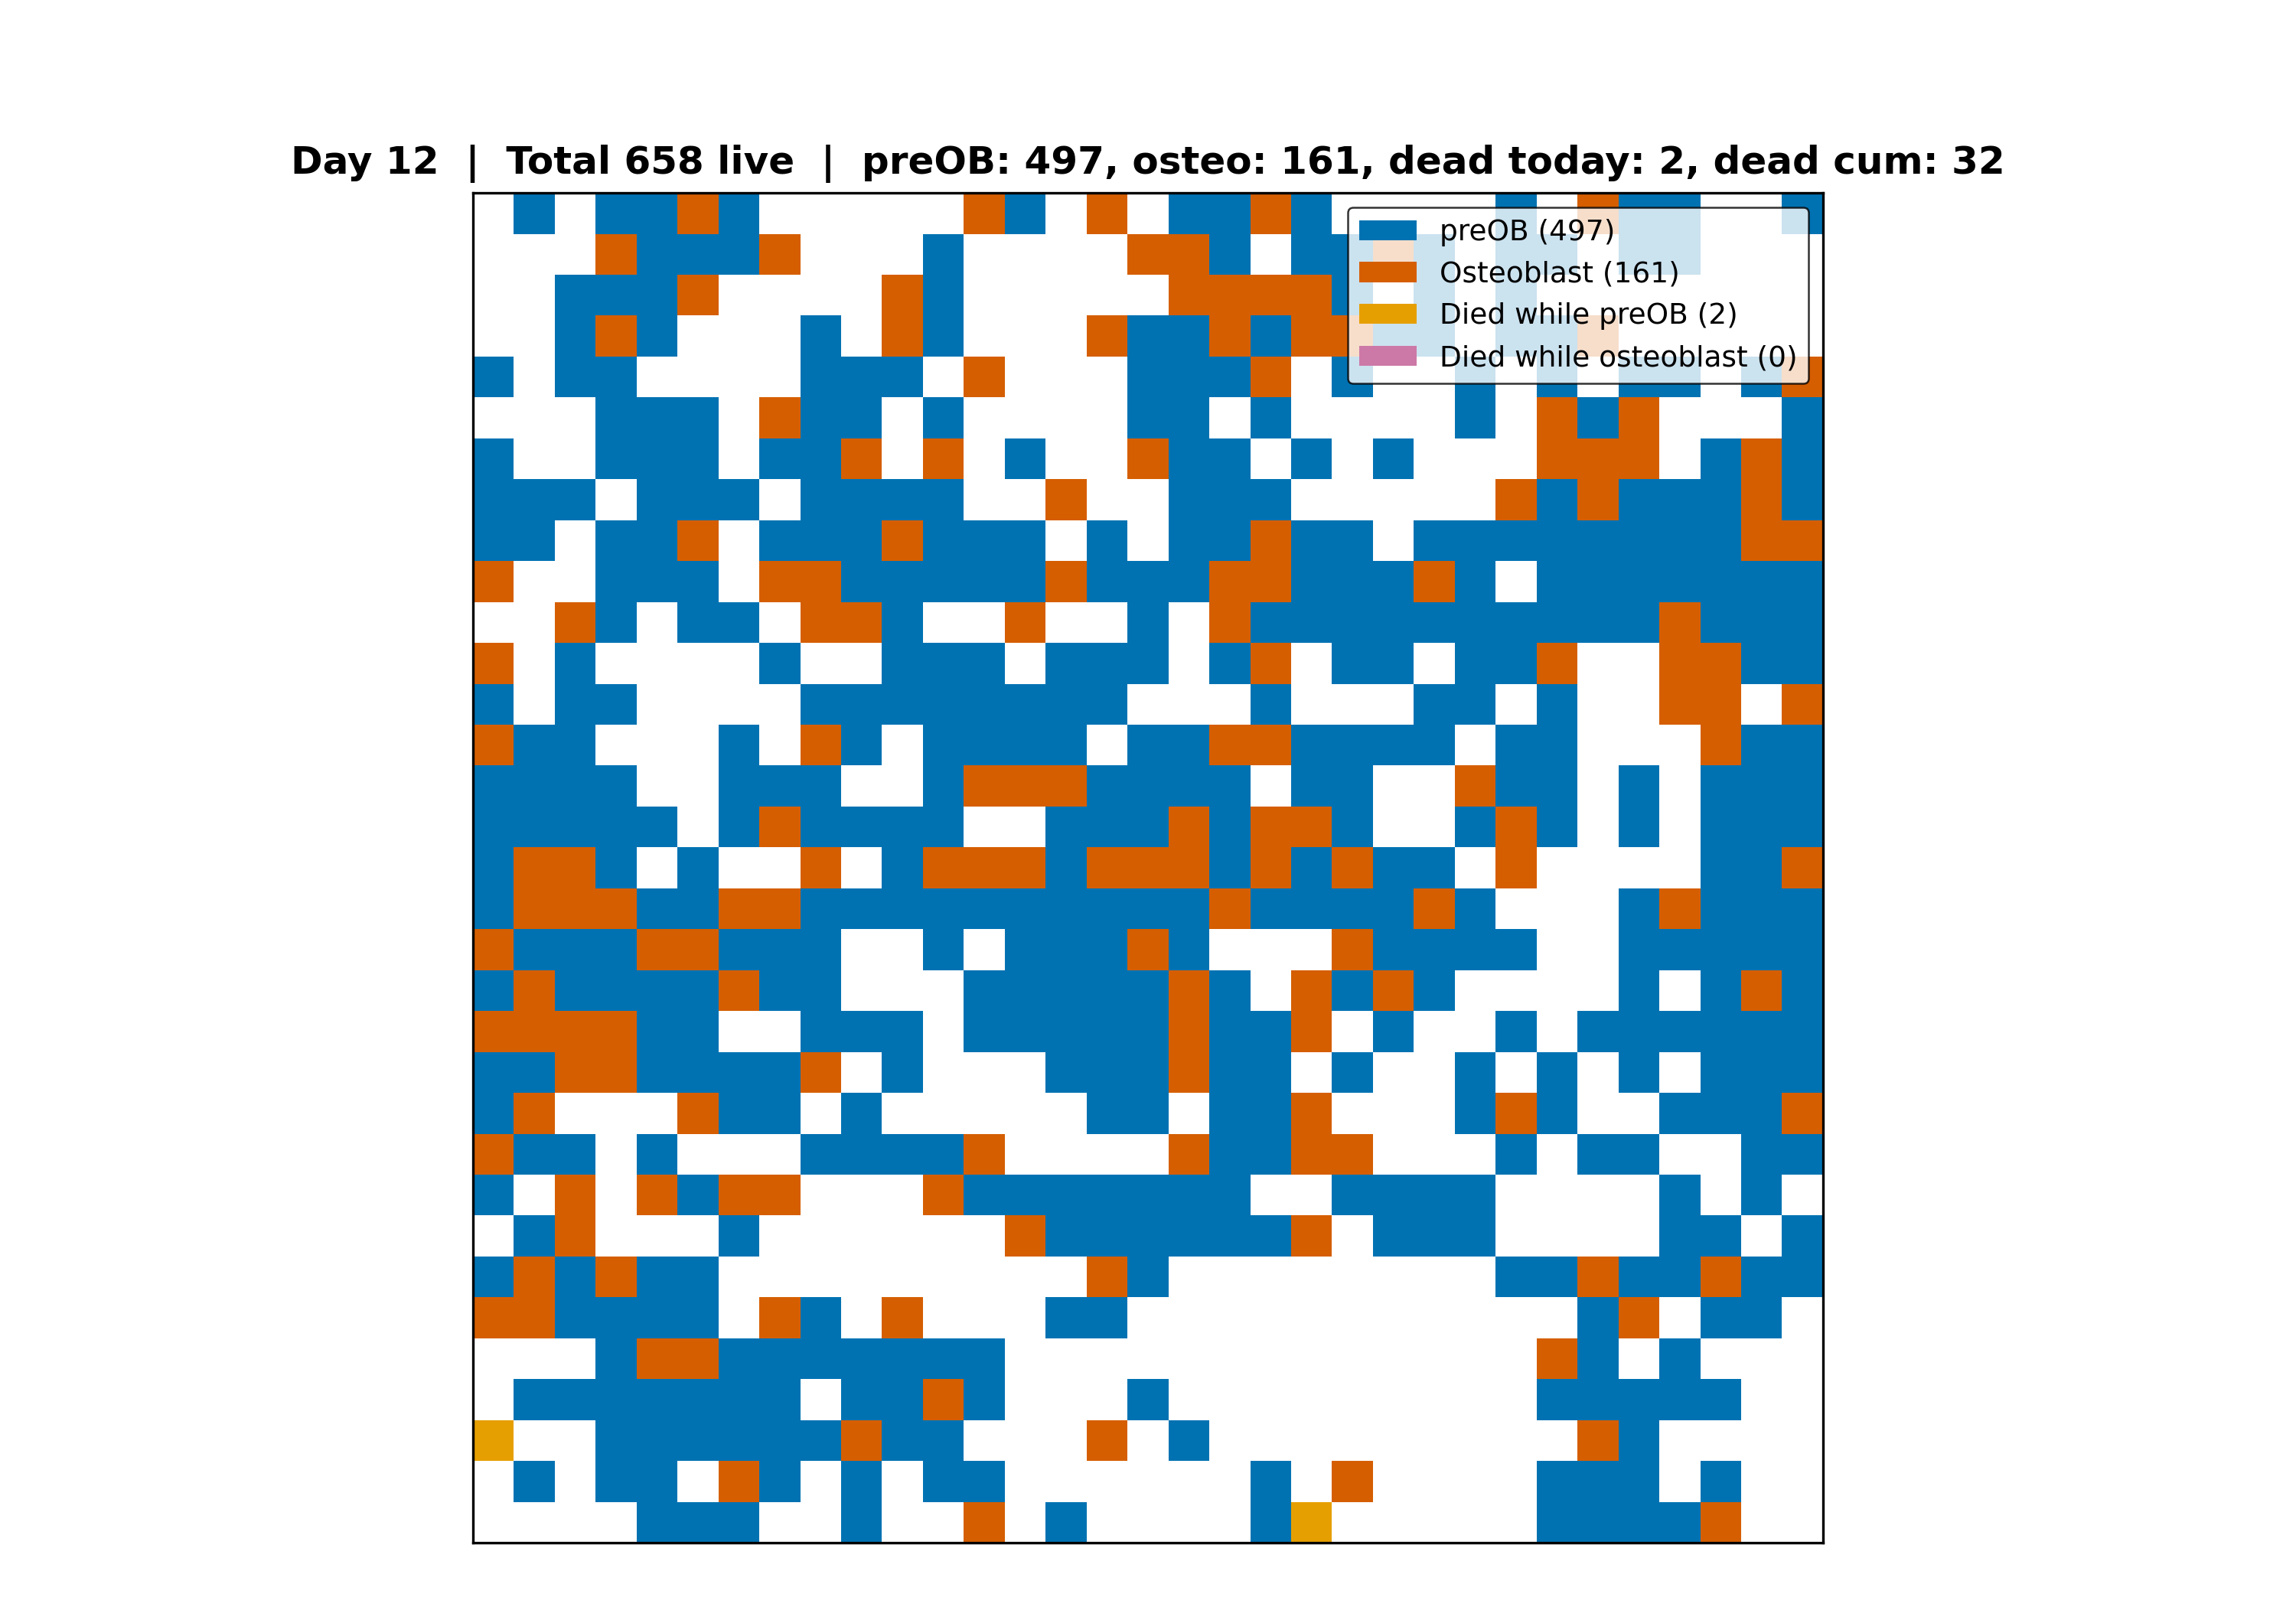 Day 12 | Total 658 live | preOB: 497, osteo: 161, dead today: 2, dead cum: 32
preOB (497)
Osteoblast (161)
Died while preOB (2)
Died while osteoblast (0)